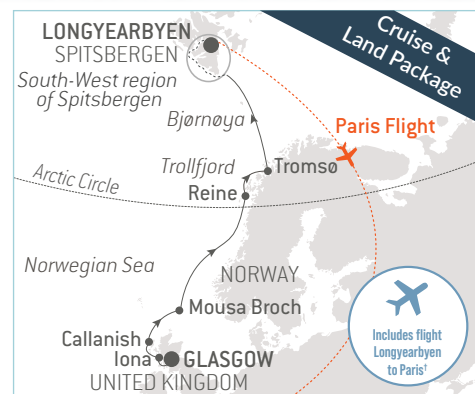 Cruise &
Land Package
LONGYEARBYEN
SPITSBERGEN
South-West region
of Spitsbergen
Bjørnøya
Paris Flight
Trollfjord
Tromsø
Arctic Circle
Reine
Norwegian Sea
NORWAY
Mousa Broch
Callanish
Iona
GLASGOW
UNITED KINGDOM
Includes flight
Longyearbyen
to Paris†